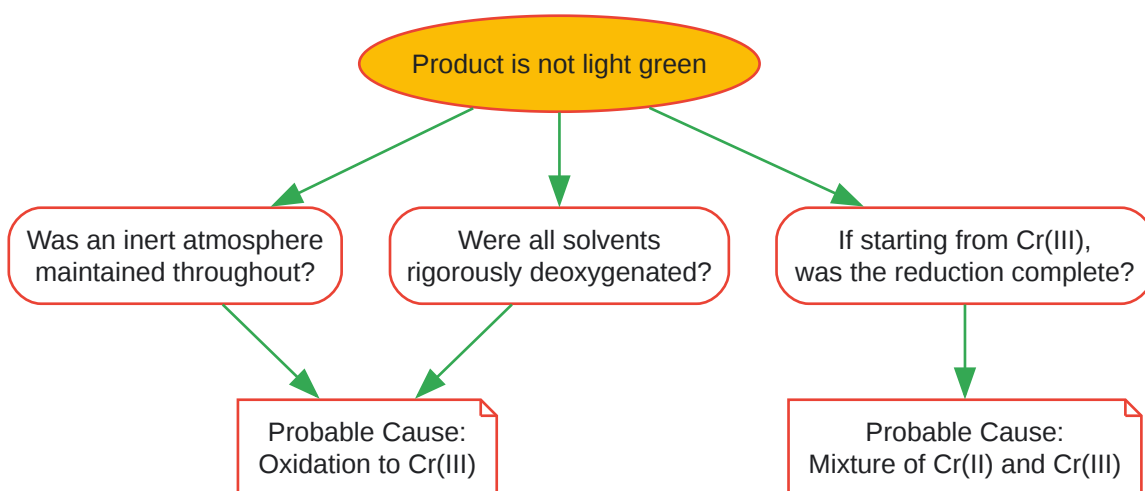 Product is not light green
Was an inert atmosphere
maintained throughout?
Were all solvents
rigorously deoxygenated?
If starting from Cr(III),
was the reduction complete?
Probable Cause:
Oxidation to Cr(III)
Probable Cause:
Mixture of Cr(II) and Cr(III)